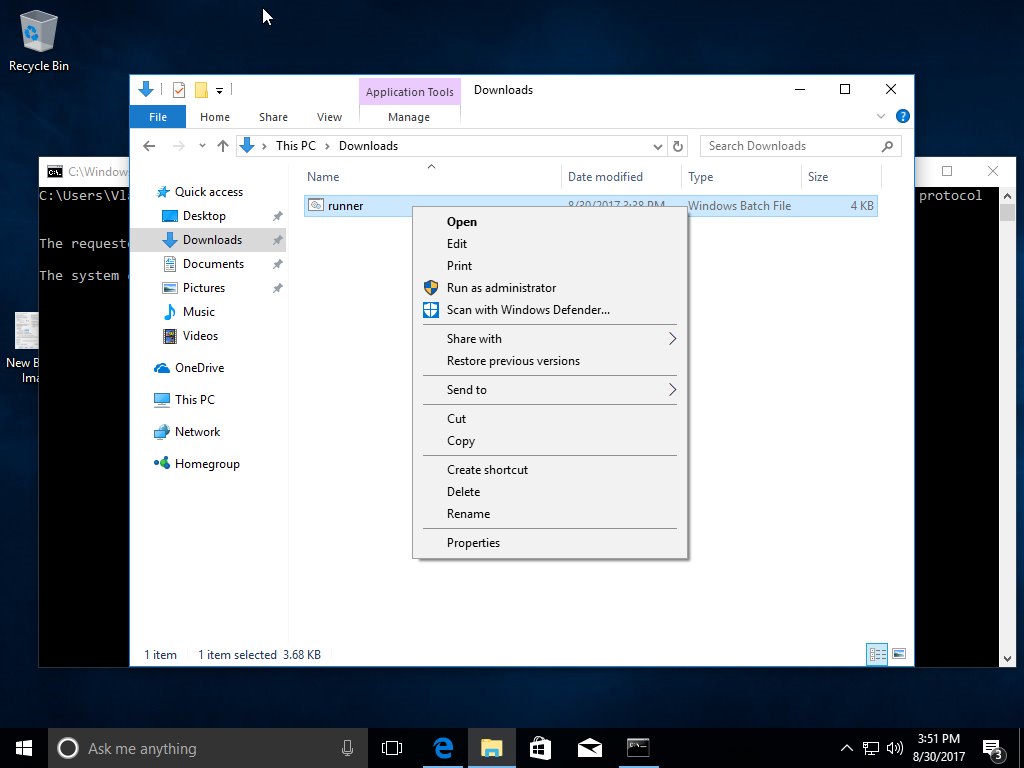 Recycle Bin
Application Tools
Downloads
File
Home
Share
View
Manage
This PC
Downloads
Search Downloads
C:\Windows
C:\Users\Vl
protocol
The requeste
The system
New B
Ima
Quick access
Desktop
Downloads
Documents
Pictures
Music
Videos
OneDrive
This PC
Network
Homegroup
Name
Date modified
Type
Size
runner
8/30/2017 3:38 PM
Windows Batch File
4 KB
Open
Edit
Print
Run as administrator
Scan with Windows Defender...
Share with
Restore previous versions
Send to
Cut
Copy
Create shortcut
Delete
Rename
Properties
1 item
1 item selected 3.68 KB
Ask me anything
3:51 PM
8/30/2017
3